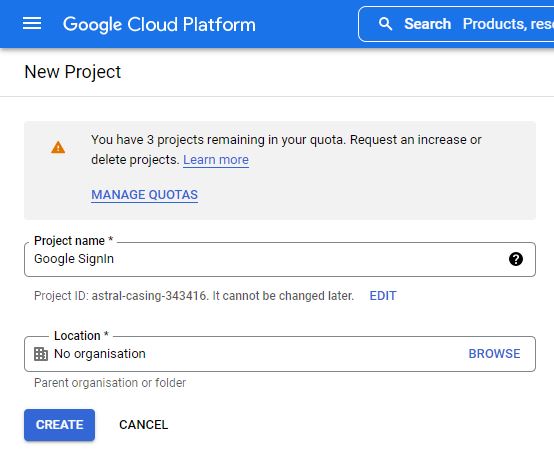 Google Cloud Platform
Search Products, res
New Project
You have 3 projects remaining in your quota. Request an increase or
delete projects. Learn more
MANAGE QUOTAS
Project name *
Google SignIn
?
Project ID: astral-casing-343416. It cannot be changed later. EDIT
Location *
No organisation BROWSE
Parent organisation or folder
CREATE CANCEL